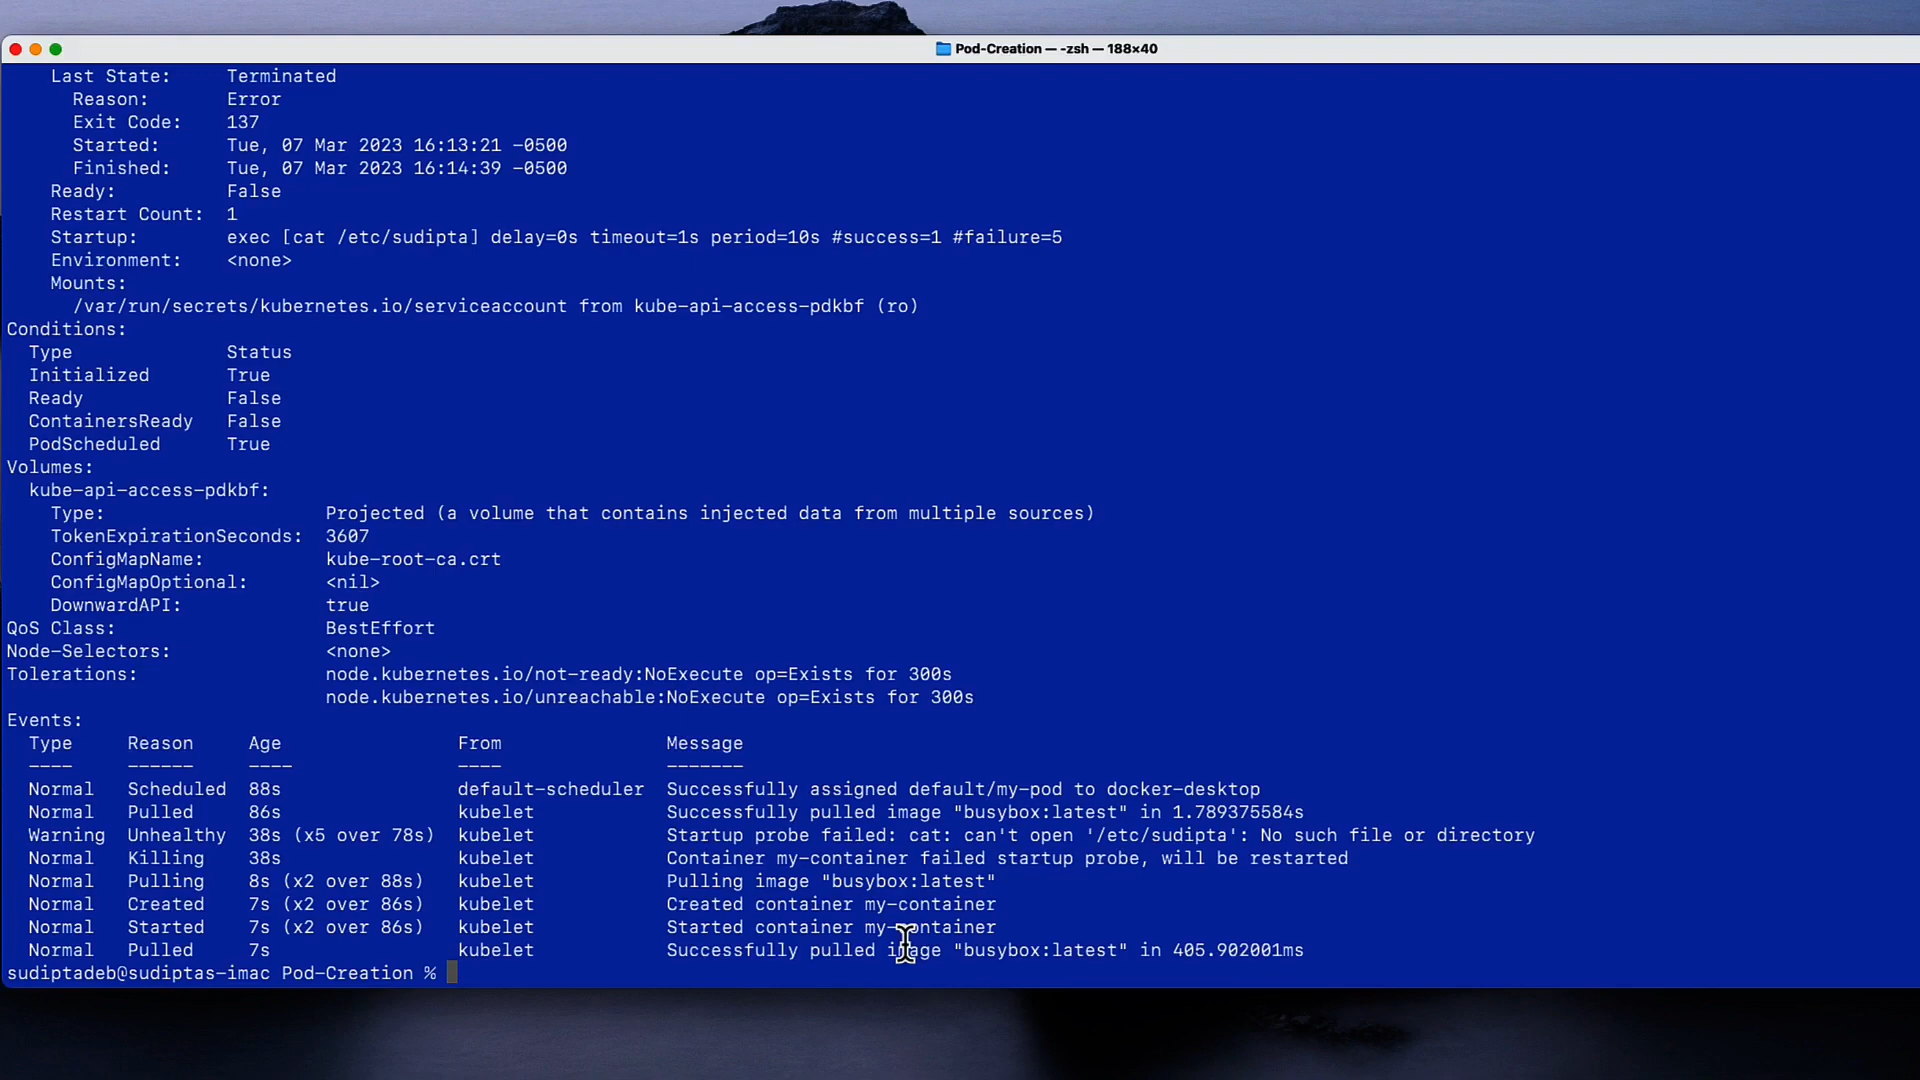 Pod-Creation — -zsh — 188×40
Last State: Terminated
Reason: Error
Exit Code: 137
Started: Tue, 07 Mar 2023 16:13:21 -0500
Finished: Tue, 07 Mar 2023 16:14:39 -0500
Ready: False
Restart Count: 1
Startup: exec [cat /etc/sudipta] delay=0s timeout=1s period=10s #success=1 #failure=5
Environment: <none>
Mounts:
/var/run/secrets/kubernetes.io/serviceaccount from kube-api-access-pdkbf (ro)
Conditions:
Type Status
Initialized True
Ready False
ContainersReady False
PodScheduled True
Volumes:
kube-api-access-pdkbf:
Type: Projected (a volume that contains injected data from multiple sources)
TokenExpirationSeconds: 3607
ConfigMapName: kube-root-ca.crt
ConfigMapOptional: <nil>
DownwardAPI: true
QoS Class: BestEffort
Node-Selectors: <none>
Tolerations: node.kubernetes.io/not-ready:NoExecute op=Exists for 300s
node.kubernetes.io/unreachable:NoExecute op=Exists for 300s
Events:
Type Reason Age From Message
---- ------ ---- ---- -------
Normal Scheduled 88s default-scheduler Successfully assigned default/my-pod to docker-desktop
Normal Pulled 86s kubelet Successfully pulled image "busybox:latest" in 1.789375584s
Warning Unhealthy 38s (x5 over 78s) kubelet Startup probe failed: cat: can't open '/etc/sudipta': No such file or directory
Normal Killing 38s kubelet Container my-container failed startup probe, will be restarted
Normal Pulling 8s (x2 over 88s) kubelet Pulling image "busybox:latest"
Normal Created 7s (x2 over 86s) kubelet Created container my-container
Normal Started 7s (x2 over 86s) kubelet Started container my-container
Normal Pulled 7s kubelet Successfully pulled image "busybox:latest" in 405.902001ms
sudiptadeb@sudiptas-imac Pod-Creation %